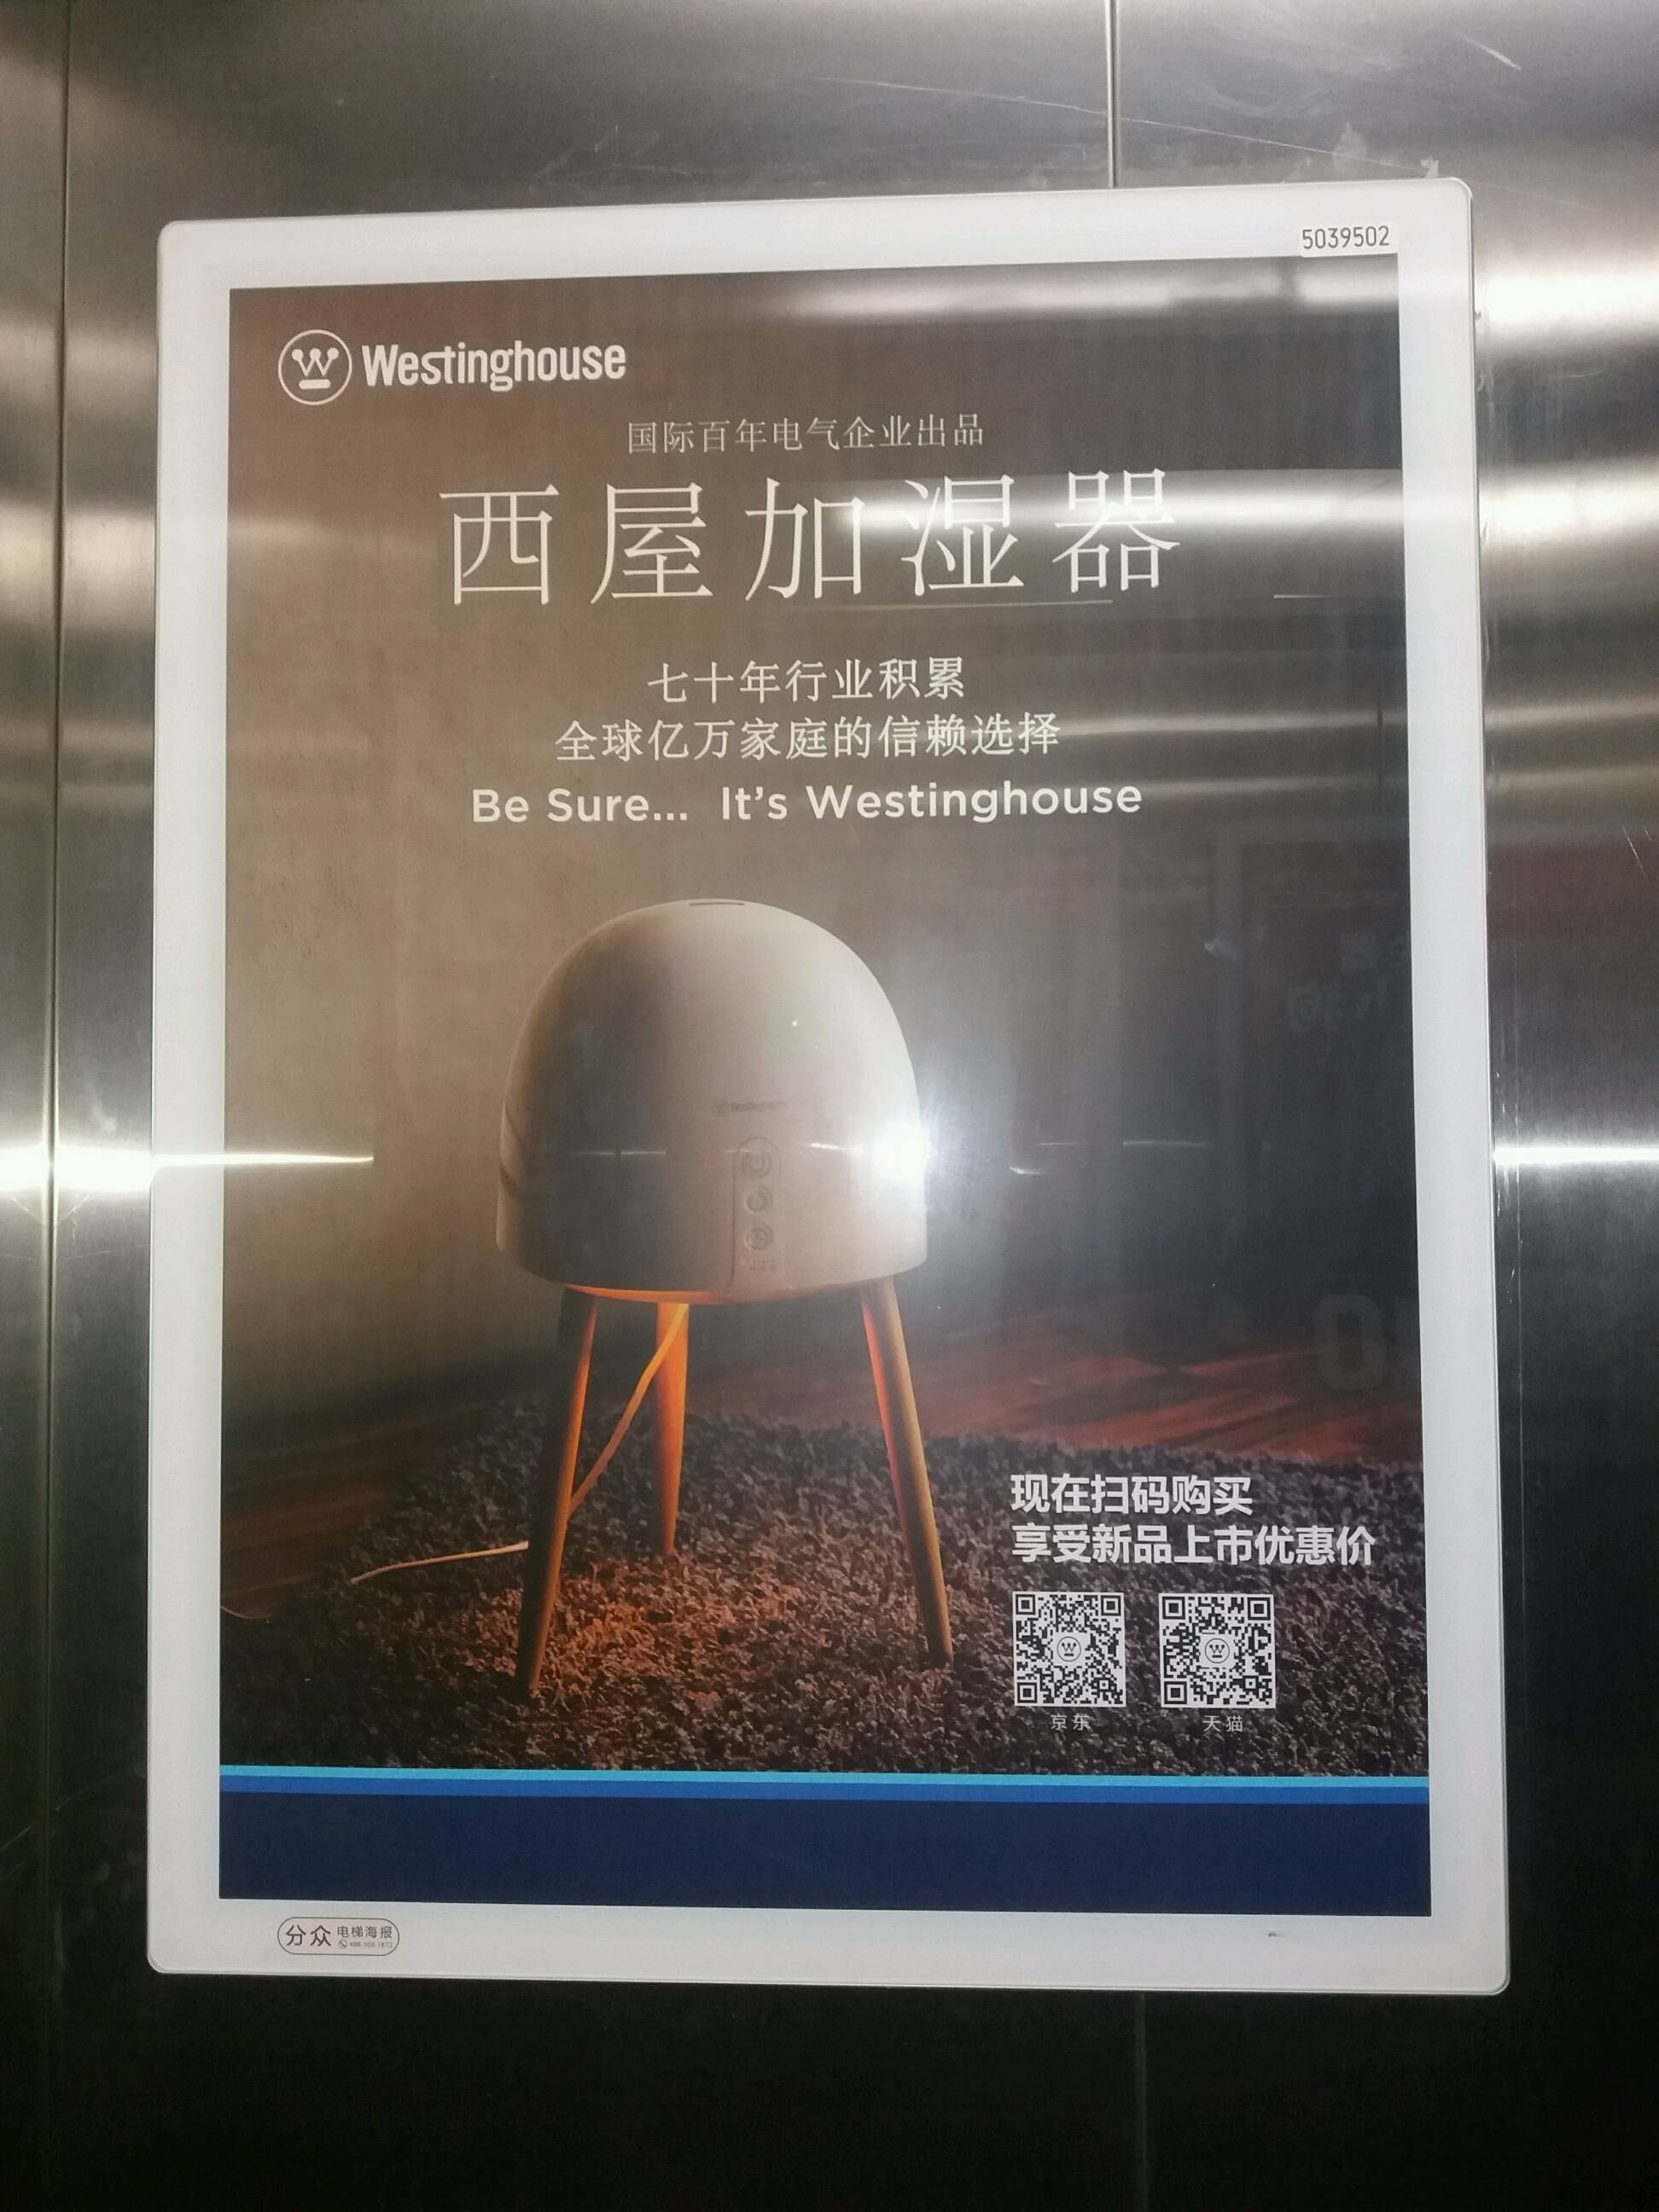 5039502
Westinghouse
国际百年电气企业出品
西屋加湿器
七十年行业积累
全球亿万家庭的信赖选择
Be Sure... It's Westinghouse
Westinghouse
现在扫码购买
享受新品上市优惠价
京东 天猫
分众 电梯海报